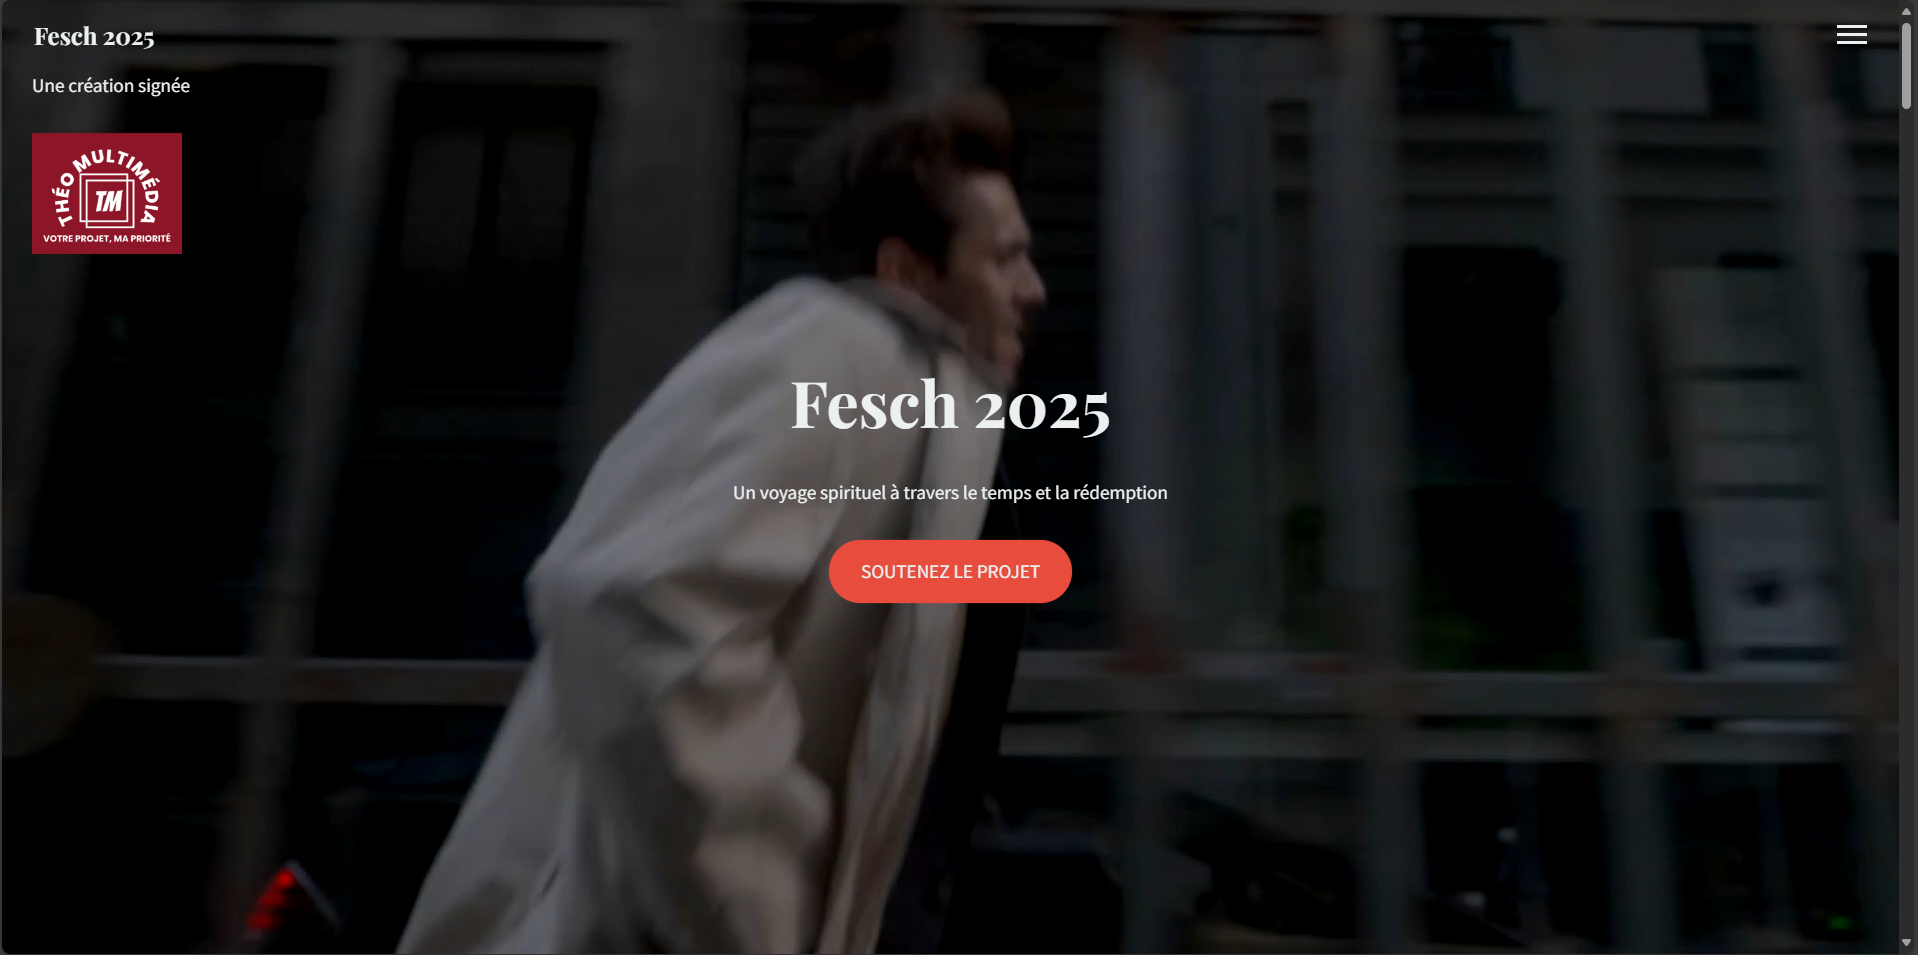 Fesch 2025
Une création signée
THÉO MULTIMÉDIA
TM
VOTRE PROJET, MA PRIORITÉ
Fesch 2025
Un voyage spirituel à travers le temps et la rédemption
SOUTENEZ LE PROJET